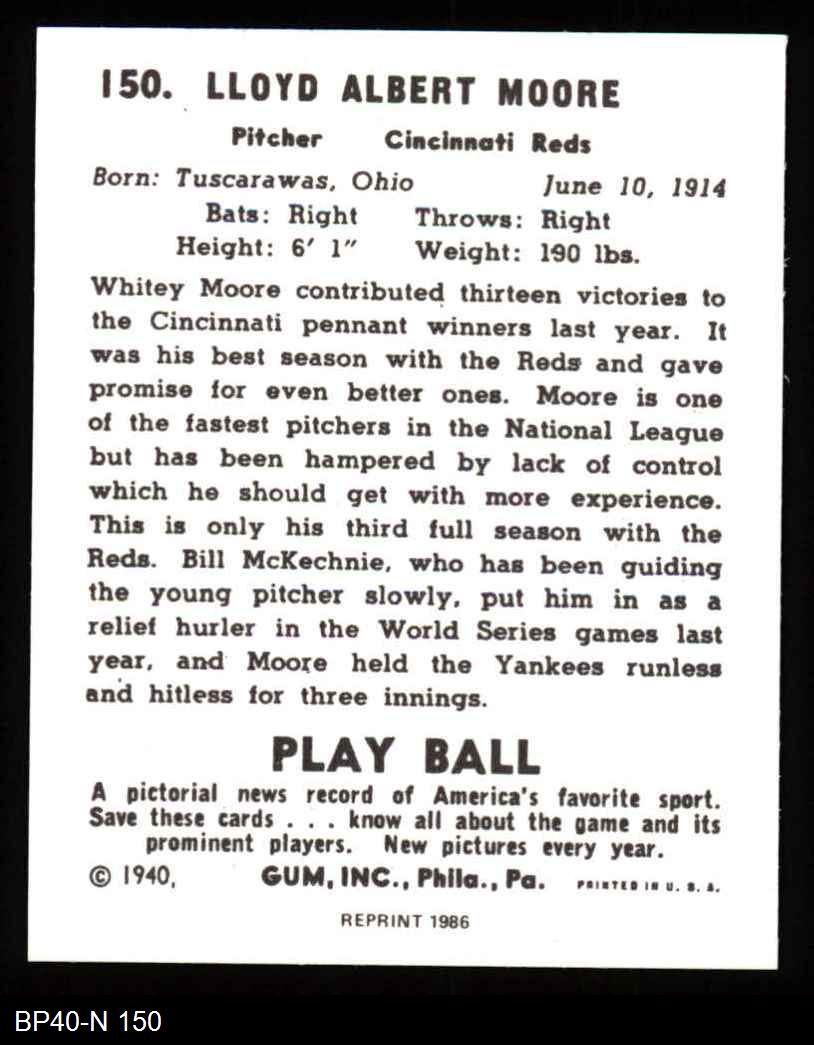 150. LLOYD ALBERT MOORE
Pitcher Cincinnati Reds
Born: Tuscarawas, Ohio June 10, 1914
Bats: Right Throws: Right
Height: 6' 1" Weight: 190 lbs.
Whitey Moore contributed thirteen victories to
the Cincinnati pennant winners last year. It
was his best season with the Reds and gave
promise for even better ones. Moore is one
of the fastest pitchers in the National League
but has been hampered by lack of control
which he should get with more experience.
This is only his third full season with the
Reds. Bill McKechnie, who has been guiding
the young pitcher slowly, put him in as a
relief hurler in the World Series games last
year, and Moore held the Yankees runless
and hitless for three innings.
PLAY BALL
A pictorial news record of America's favorite sport.
Save these cards . . . know all about the game and its
prominent players. New pictures every year.
© 1940, GUM, INC., Phila., Pa. PRINTED IN U. S. A.
REPRINT 1986
BP40-N 150